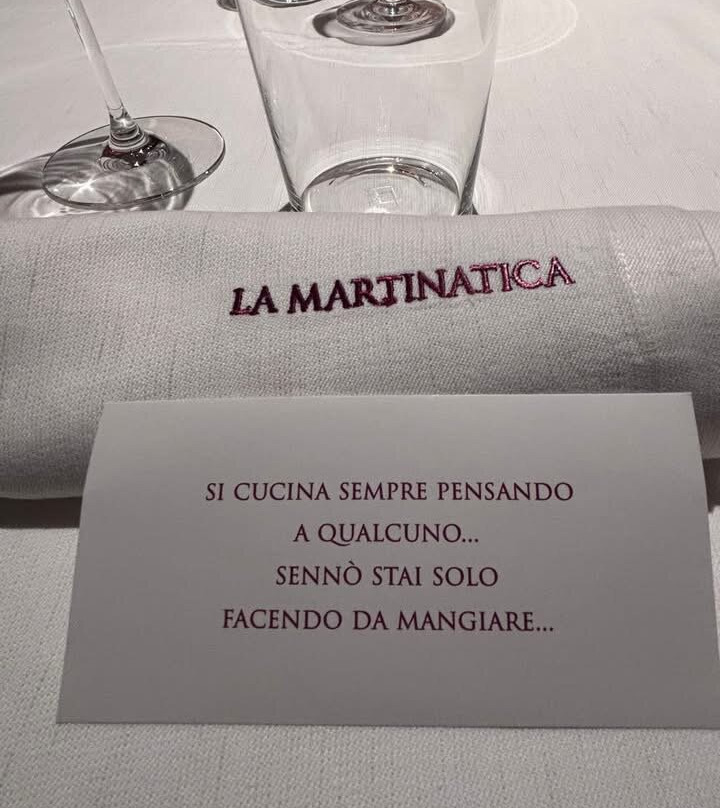 LA MARTINATICA
SI CUCINA SEMPRE PENSANDO
A QUALCUNO...
SENNÒ STAI SOLO
FACENDO DA MANGIARE...